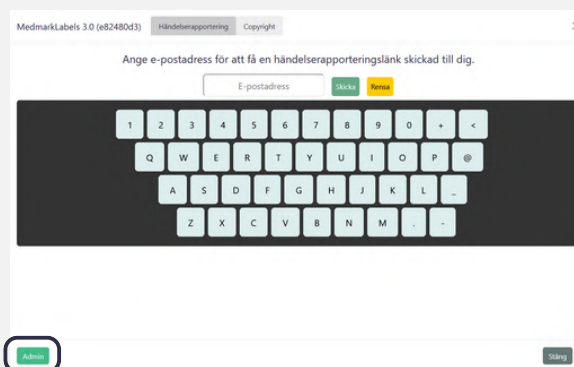 MedmarkLabels 3.0 (e82480d3) Händelserapportering Copyright
Ange e-postadress för att få en händelserapporteringslänk skickad till dig.
E-postadress Skicka Rensa
1 2 3 4 5 6 7 8 9 0 + <
Q W E R T Y U I O P @
A S D F G H J K L _
Z X C V B N M . -
Admin Stäng